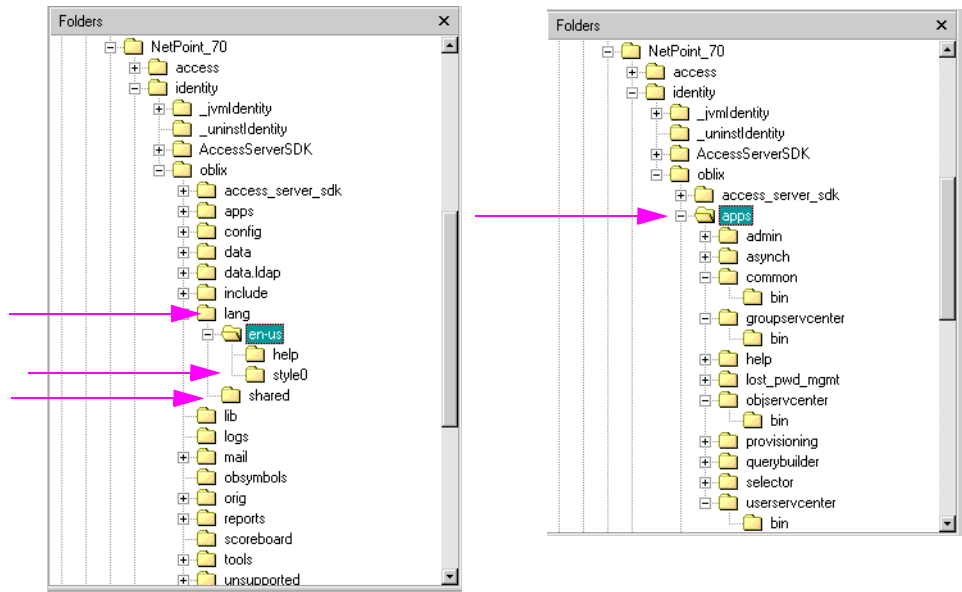 Folders
NetPoint_70
access
identity
_jvmIdentity
_uninstIdentity
AccessServerSDK
oblix
access_server_sdk
apps
config
data
data.ldap
include
lang
en-us
help
style0
shared
lib
logs
mail
obsymbols
orig
reports
scoreboard
tools
unsupported
Folders
NetPoint_70
access
identity
_jvmIdentity
_uninstIdentity
AccessServerSDK
oblix
access_server_sdk
apps
admin
asynch
common
bin
groupservcenter
bin
help
lost_pwd_mgmt
objservcenter
bin
provisioning
querybuilder
selector
userservcenter
bin